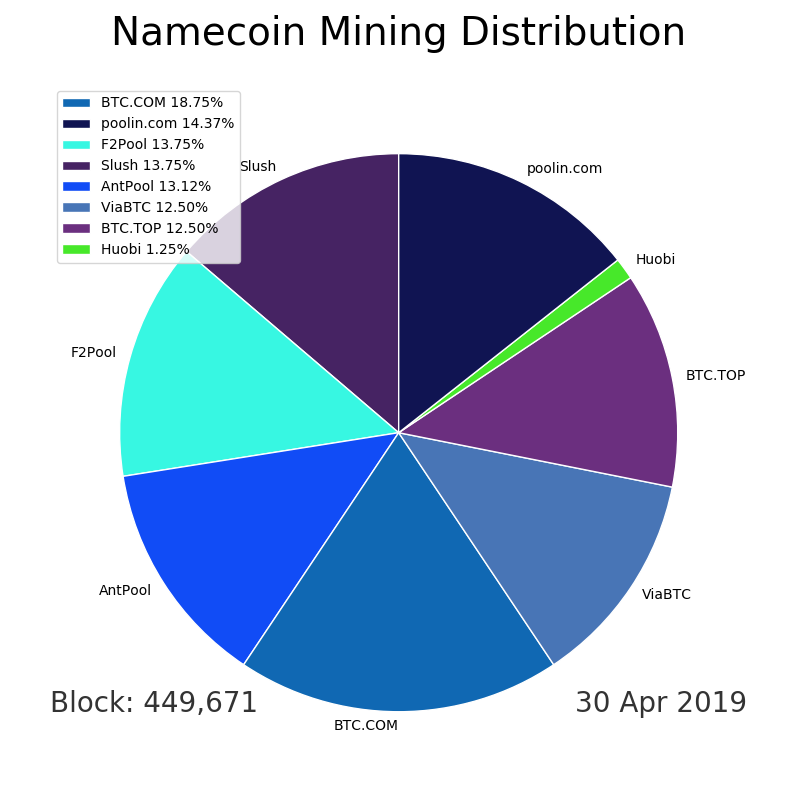 Namecoin Mining Distribution
BTC.COM 18.75%
poolin.com 14.37%
F2Pool 13.75%
Slush 13.75%
AntPool 13.12%
ViaBTC 12.50%
BTC.TOP 12.50%
Huobi 1.25%
Slush
poolin.com
Huobi
F2Pool
BTC.TOP
AntPool
ViaBTC
Block: 449,671
30 Apr 2019
BTC.COM